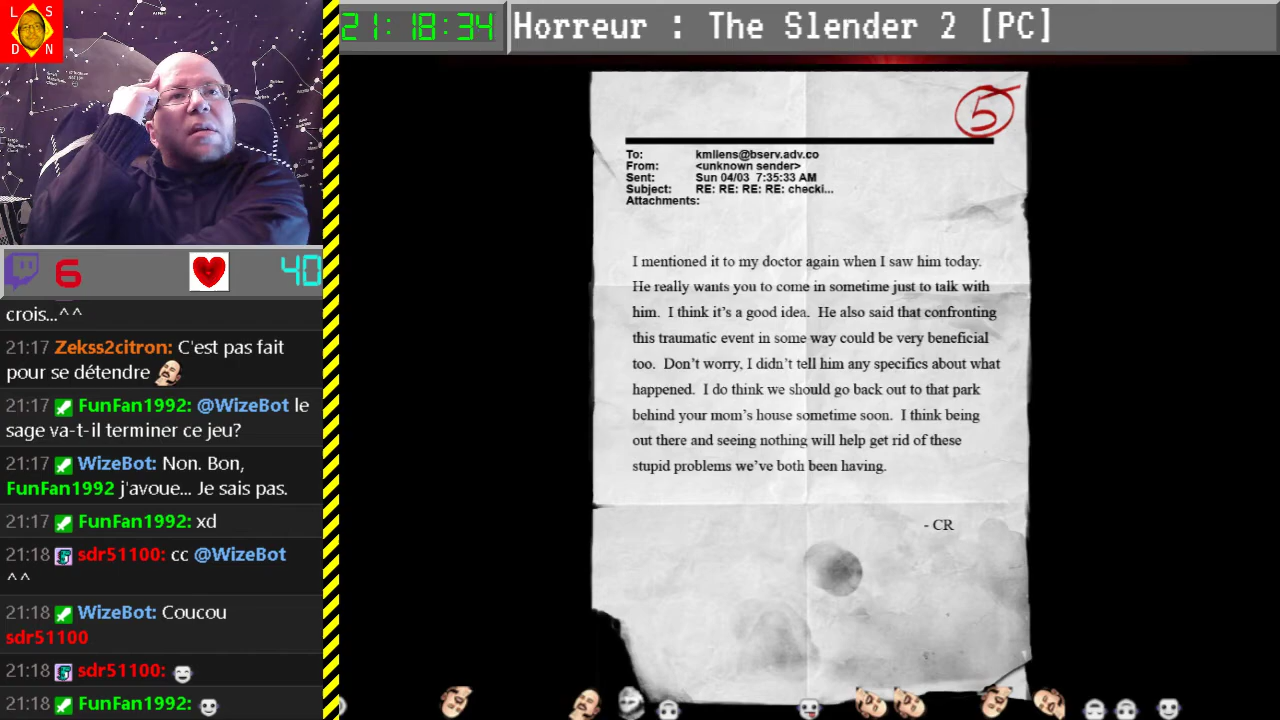 L S
D N
21:18:34
Horreur : The Slender 2 [PC]
6
40
crois...^^
21:17 Zekss2citron: C'est pas fait
pour se détendre
21:17 FunFan1992: @WizeBot le
sage va-t-il terminer ce jeu?
21:17 WizeBot: Non. Bon,
FunFan1992 j'avoue... Je sais pas.
21:17 FunFan1992: xd
21:18 sdr51100: cc @WizeBot
^^
21:18 WizeBot: Coucou
sdr51100
21:18 sdr51100:
21:18 FunFan1992:
5
To: kmliens@bserv.adv.co
From: <unknown sender>
Sent: Sun 04/03 7:35:33 AM
Subject: RE: RE: RE: RE: checki...
Attachments:
I mentioned it to my doctor again when I saw him today.
He really wants you to come in sometime just to talk with
him. I think it's a good idea. He also said that confronting
this traumatic event in some way could be very beneficial
too. Don't worry, I didn't tell him any specifics about what
happened. I do think we should go back out to that park
behind your mom's house sometime soon. I think being
out there and seeing nothing will help get rid of these
stupid problems we've both been having.
- CR